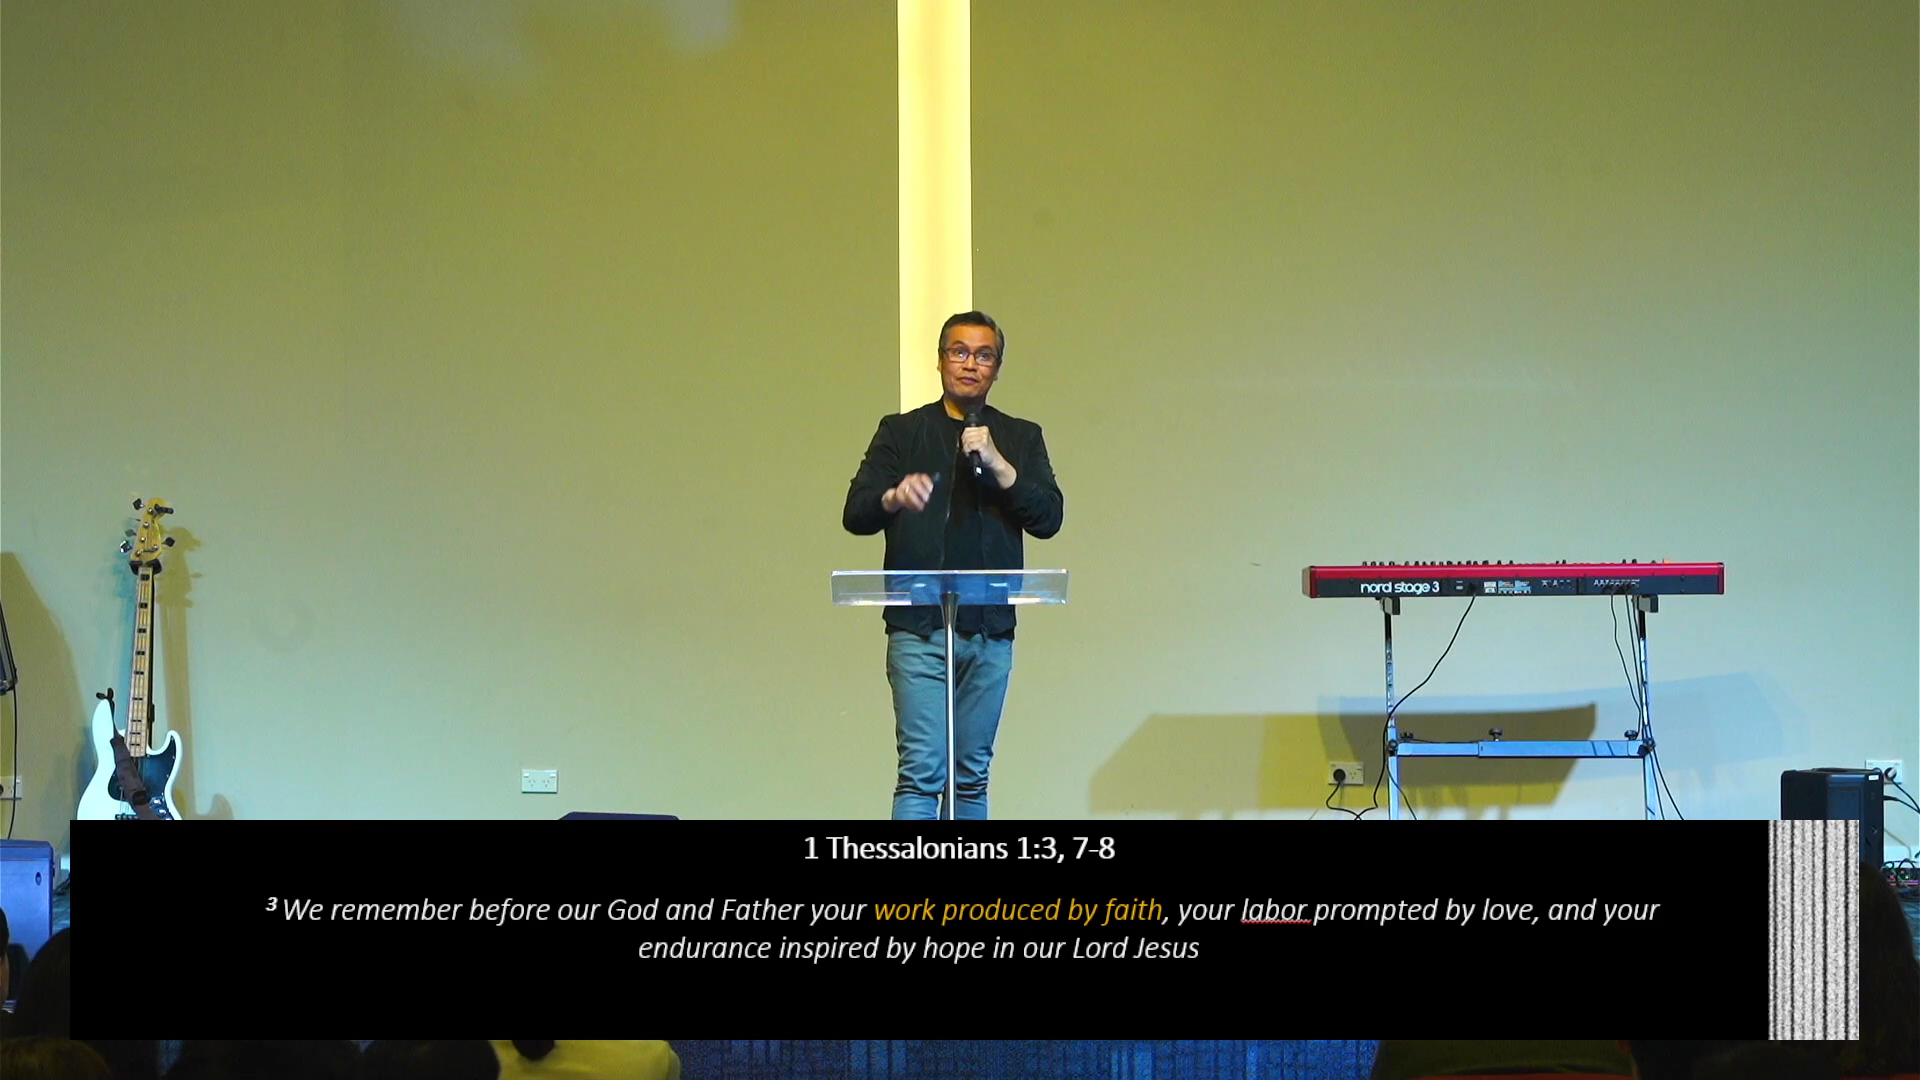 nord stage 3
1 Thessalonians 1:3, 7-8
3 We remember before our God and Father your work produced by faith, your labor prompted by love, and your
endurance inspired by hope in our Lord Jesus